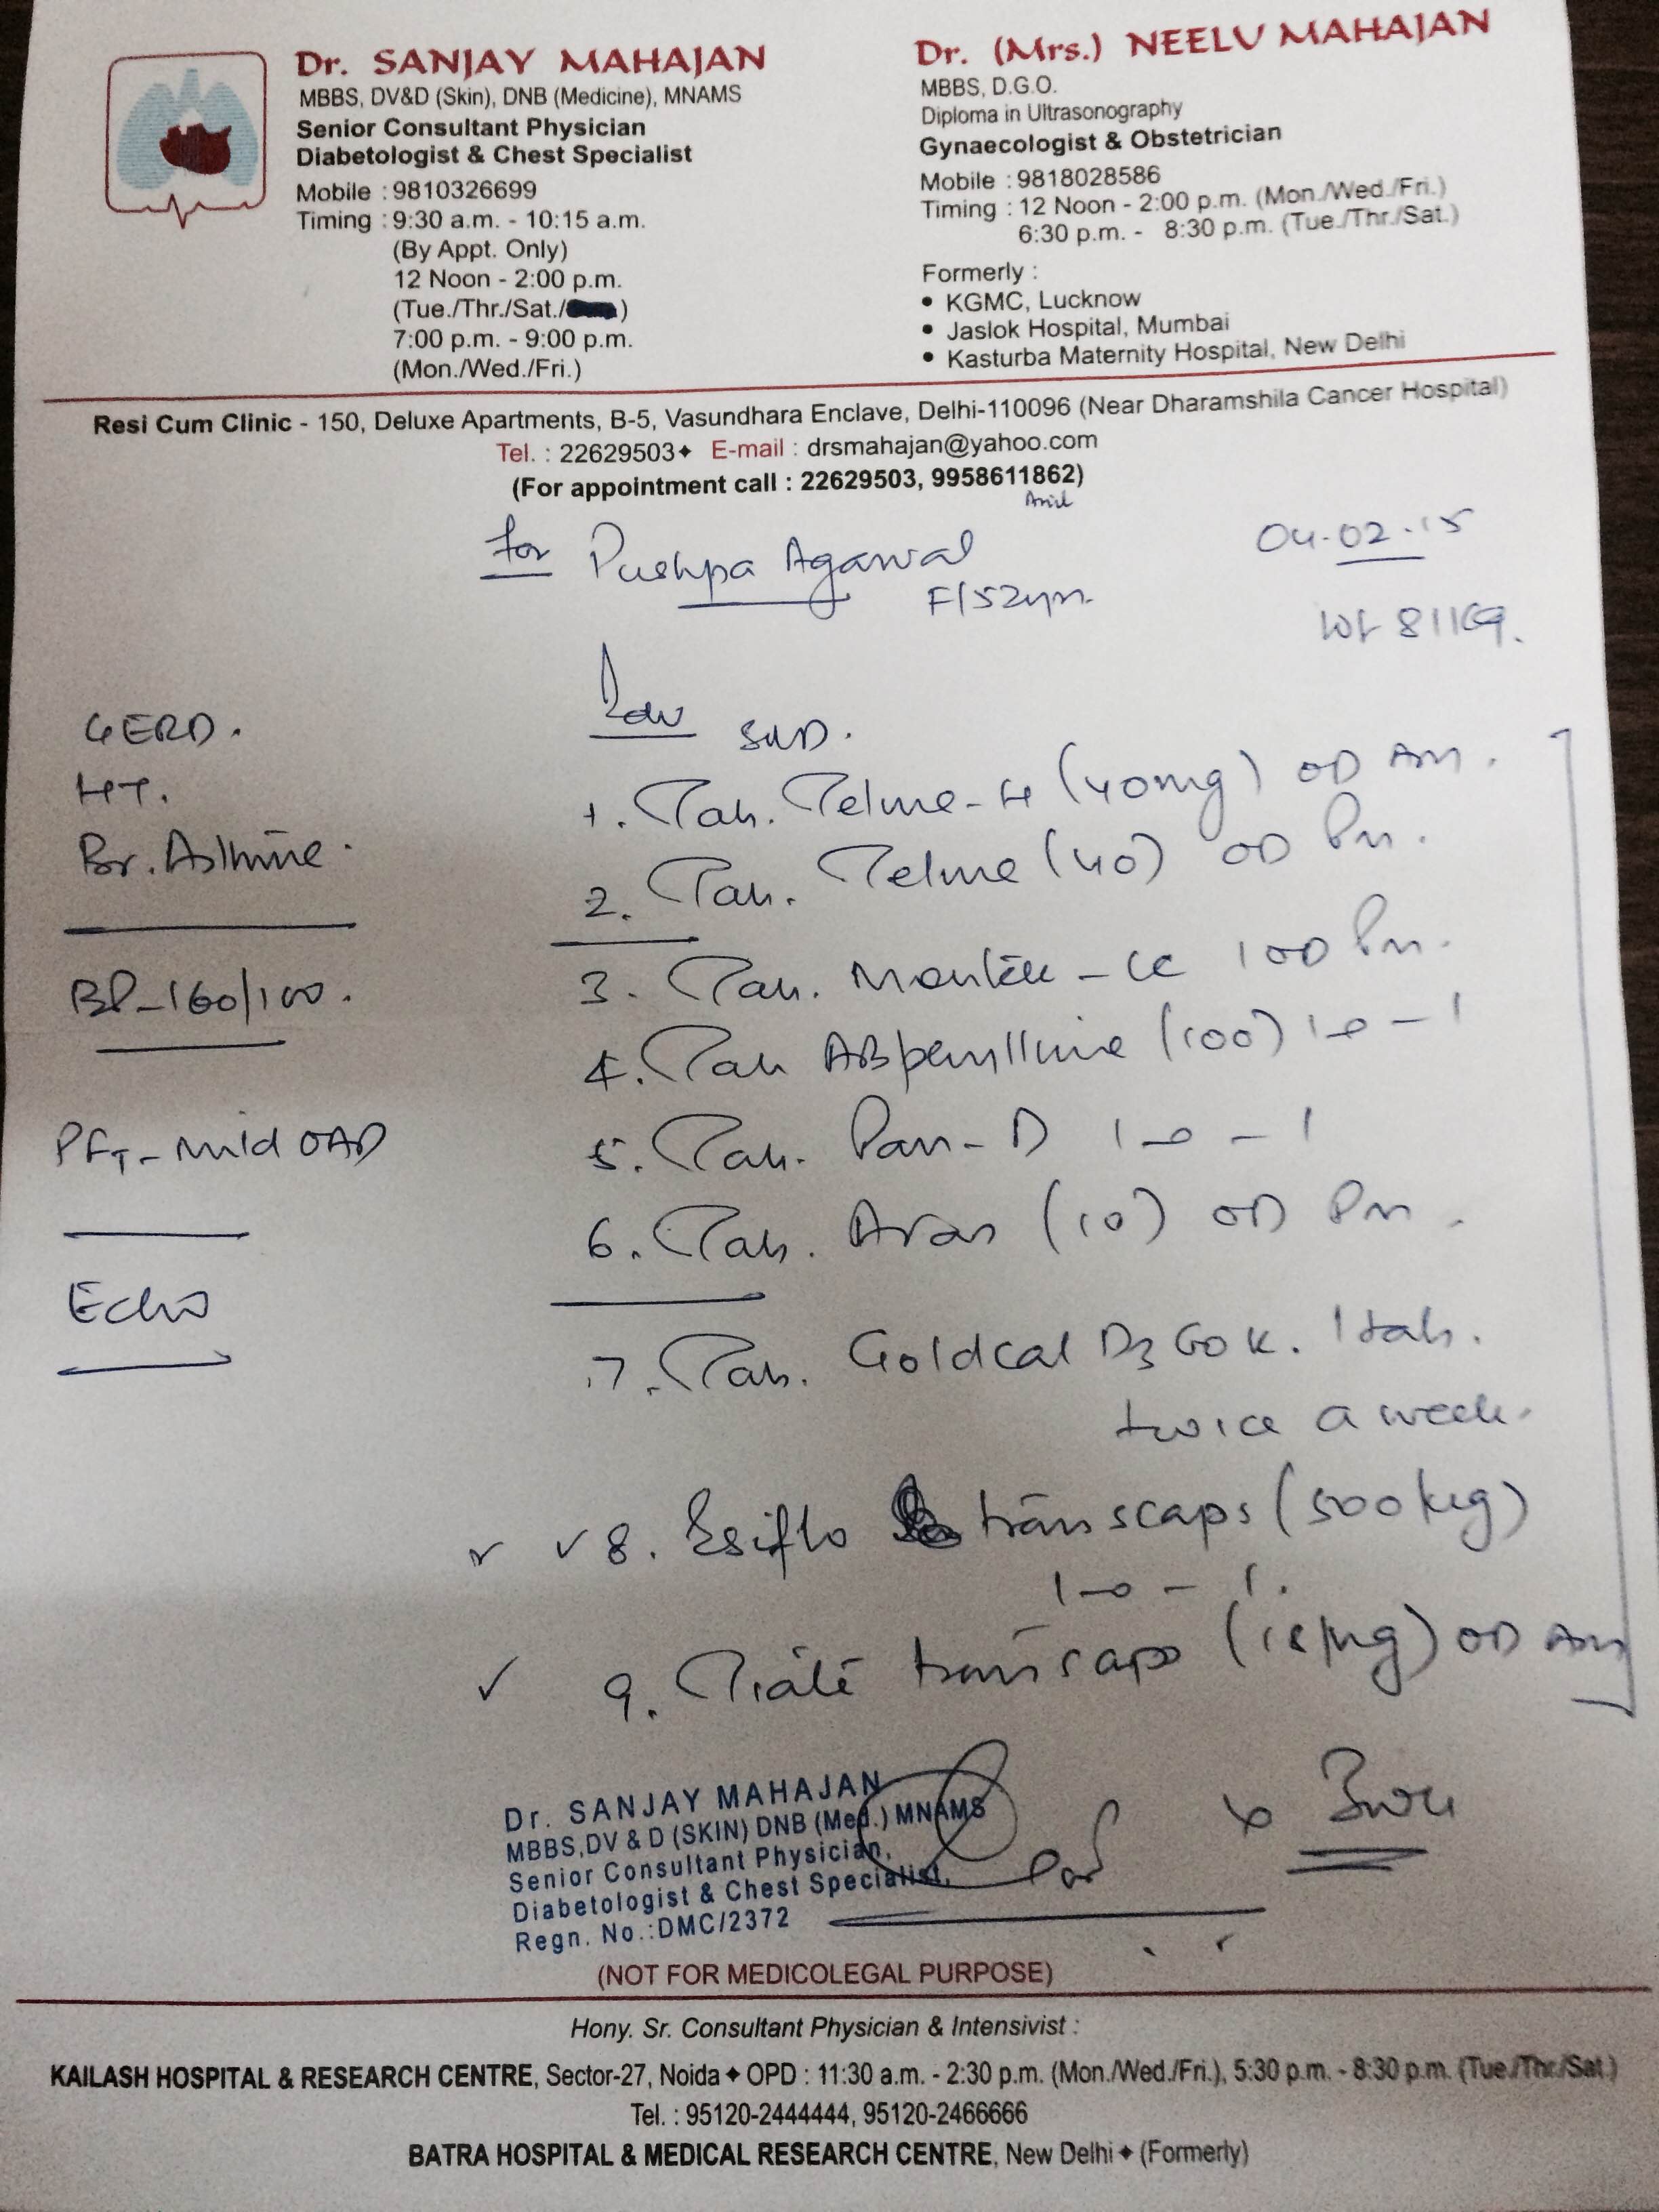 Dr. SANJAY MAHAJAN
MBBS, DV&D (Skin), DNB (Medicine), MNAMS
Senior Consultant Physician
Diabetologist & Chest Specialist
Mobile : 9810326699
Timing : 9:30 a.m. - 10:15 a.m.
(By Appt. Only)
12 Noon - 2:00 p.m.
(Tue./Thr./Sat./ )
7:00 p.m. - 9:00 p.m.
(Mon./Wed./Fri.)
Dr. (Mrs.) NEELU MAHAJAN
MBBS, D.G.O.
Diploma in Ultrasonography
Gynaecologist & Obstetrician
Mobile : 9818028586
Timing : 12 Noon - 2:00 p.m. (Mon./Wed./Fri.)
6:30 p.m. - 8:30 p.m. (Tue./Thr./Sat.)
Formerly :
• KGMC, Lucknow
• Jaslok Hospital, Mumbai
• Kasturba Maternity Hospital, New Delhi
Resi Cum Clinic - 150, Deluxe Apartments, B-5, Vasundhara Enclave, Delhi-110096 (Near Dharamshila Cancer Hospital)
Tel. : 22629503♦ E-mail : drsmahajan@yahoo.com
(For appointment call : 22629503, 9958611862)
for Pushpa Agarwal
F/52yrs.
04-02-15
Wt 81kg.
GERD.
HT.
Br. Asthma.
BP-160/100.
PFT- mild OAD
Echo
Adv
1. Tab. Telma-H (40mg) OD AM.
2. Tab. Telma (40) OD PM.
3. Tab. Montek-LC 1 OD PM.
4. Tab ABphylline (100) 1-0-1
5. Tab. Pan-D 1-0-1
6. Tab. (10) OD PM.
7. Tab. Goldcal D3 60K. 1 tab.
twice a week.
✓ ✓ 8. Esiflo transcaps (500 )
1-0-1.
✓ 9. transcaps (18µg) OD AM
Dr. SANJAY MAHAJAN
MBBS,DV & D (SKIN) DNB (Med.) MNAMS
Senior Consultant Physician,
Diabetologist & Chest Specialist,
Regn. No.:DMC/2372
(NOT FOR MEDICOLEGAL PURPOSE)
Hony. Sr. Consultant Physician & Intensivist :
KAILASH HOSPITAL & RESEARCH CENTRE, Sector-27, Noida ♦ OPD : 11:30 a.m. - 2:30 p.m. (Mon./Wed./Fri.), 5:30 p.m. - 8:30 p.m. (Tue./Thr./Sat.)
Tel. : 95120-2444444, 95120-2466666
BATRA HOSPITAL & MEDICAL RESEARCH CENTRE, New Delhi ♦ (Formerly)